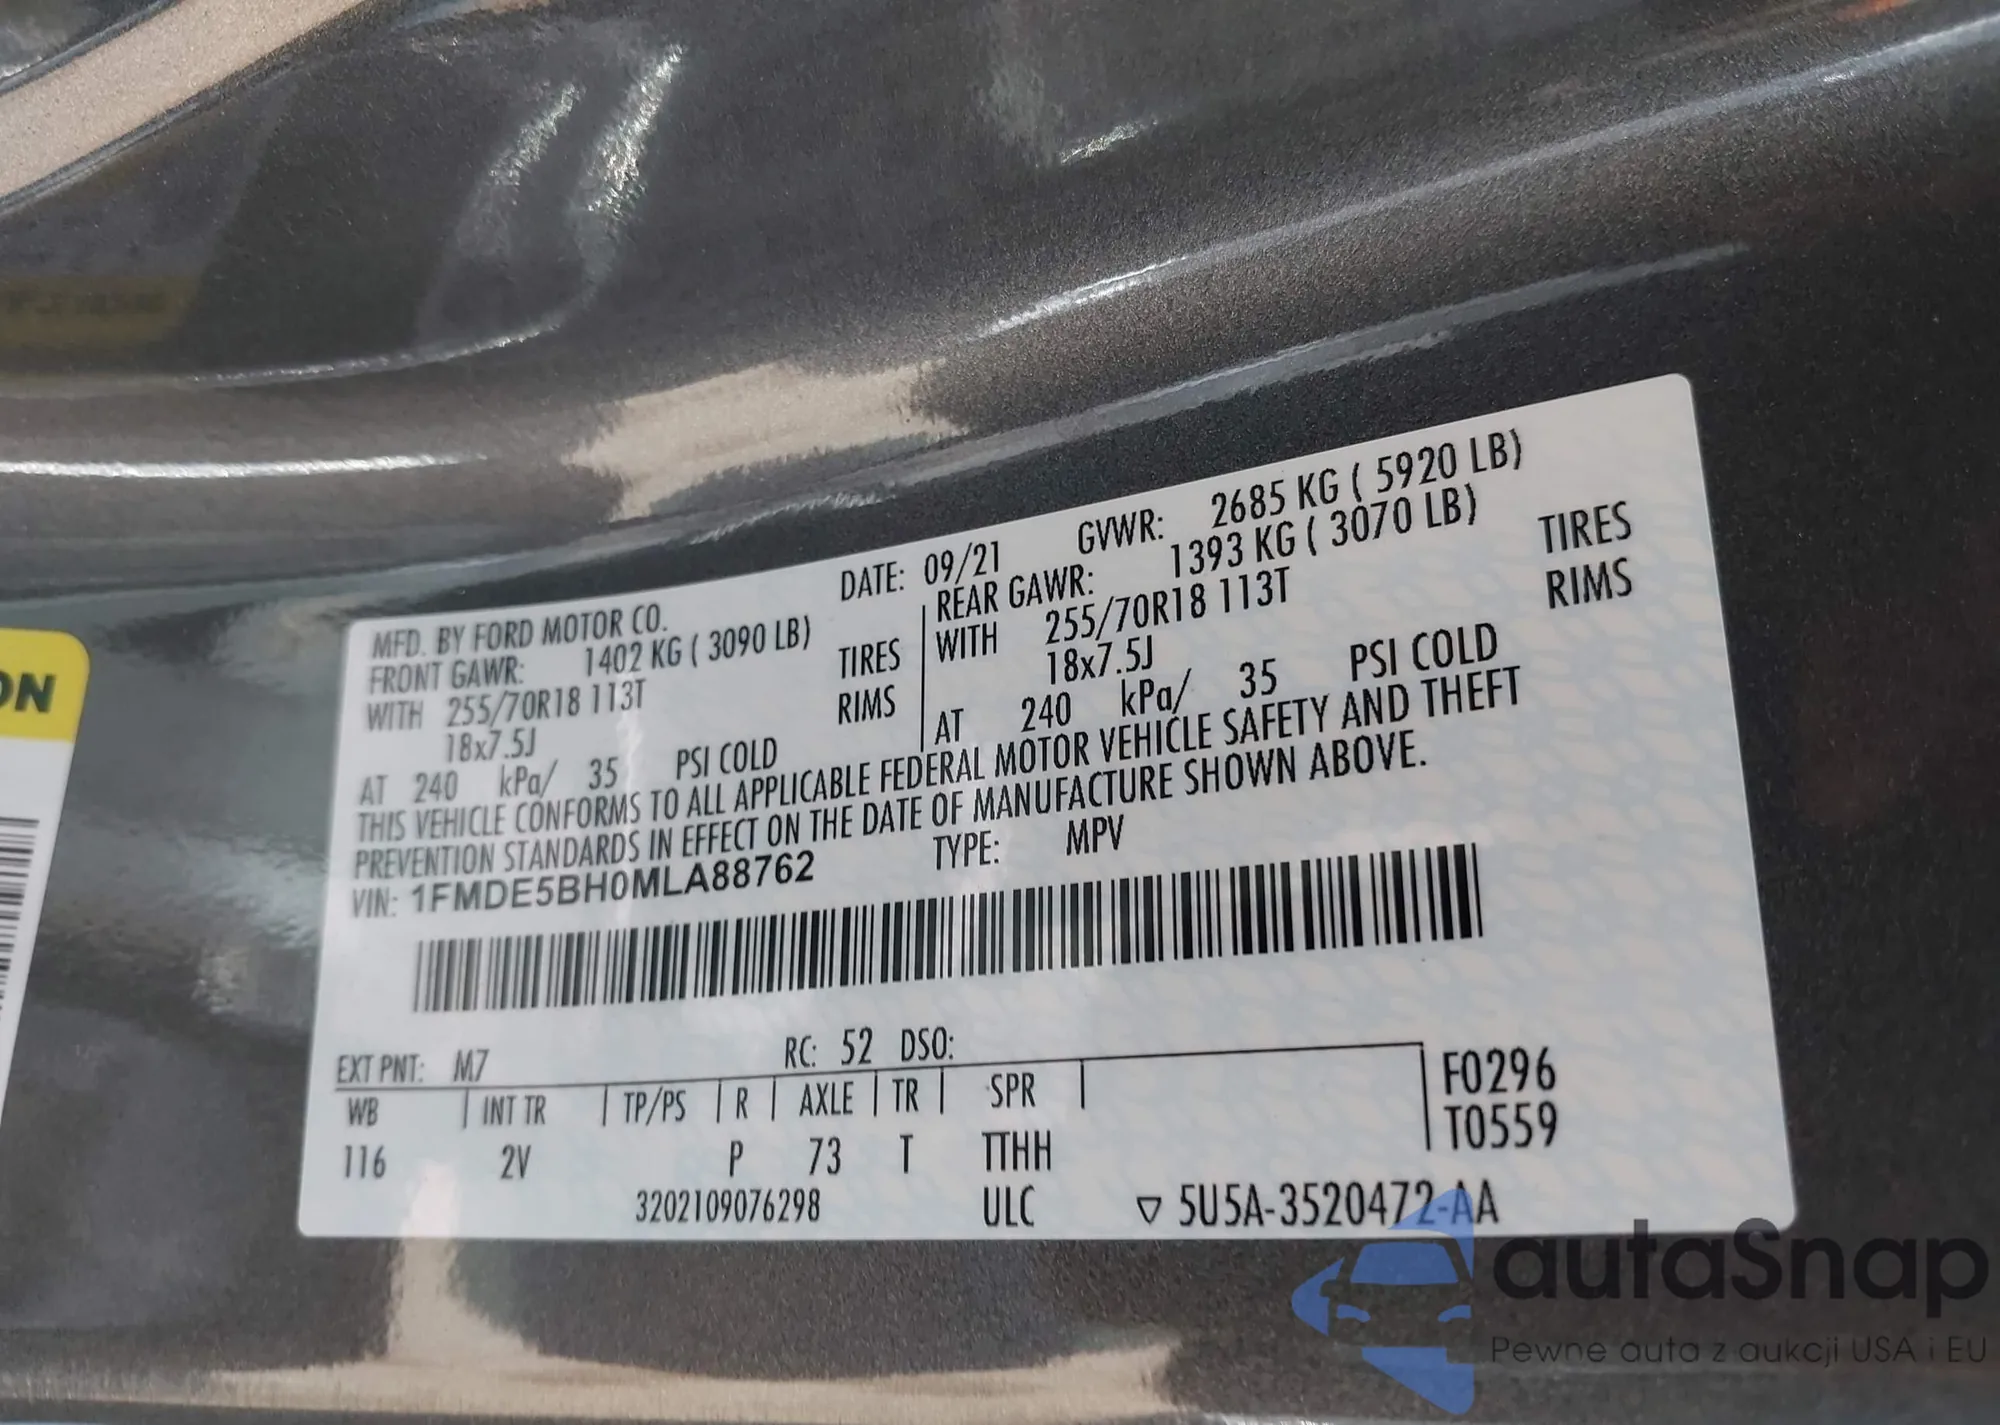 MFD. BY FORD MOTOR CO. DATE: 09/21 GVWR: 2685 KG ( 5920 LB)
FRONT GAWR: 1402 KG ( 3090 LB) REAR GAWR: 1393 KG ( 3070 LB)
WITH 255/70R18 113T TIRES WITH 255/70R18 113T TIRES
18x7.5J RIMS 18x7.5J RIMS
AT 240 kPa/ 35 PSI COLD AT 240 kPa/ 35 PSI COLD
THIS VEHICLE CONFORMS TO ALL APPLICABLE FEDERAL MOTOR VEHICLE SAFETY AND THEFT
PREVENTION STANDARDS IN EFFECT ON THE DATE OF MANUFACTURE SHOWN ABOVE.
VIN: 1FMDE5BH0MLA88762 TYPE: MPV
EXT PNT: M7 RC: 52 DSO:
WB INT TR TP/PS R AXLE TR SPR F0296
T0559
116 2V P 73 T TTHH
3202109076298 ULC 5U5A-3520472-AA
ON
autaSnap
Pewne auta z aukcji USA i EU